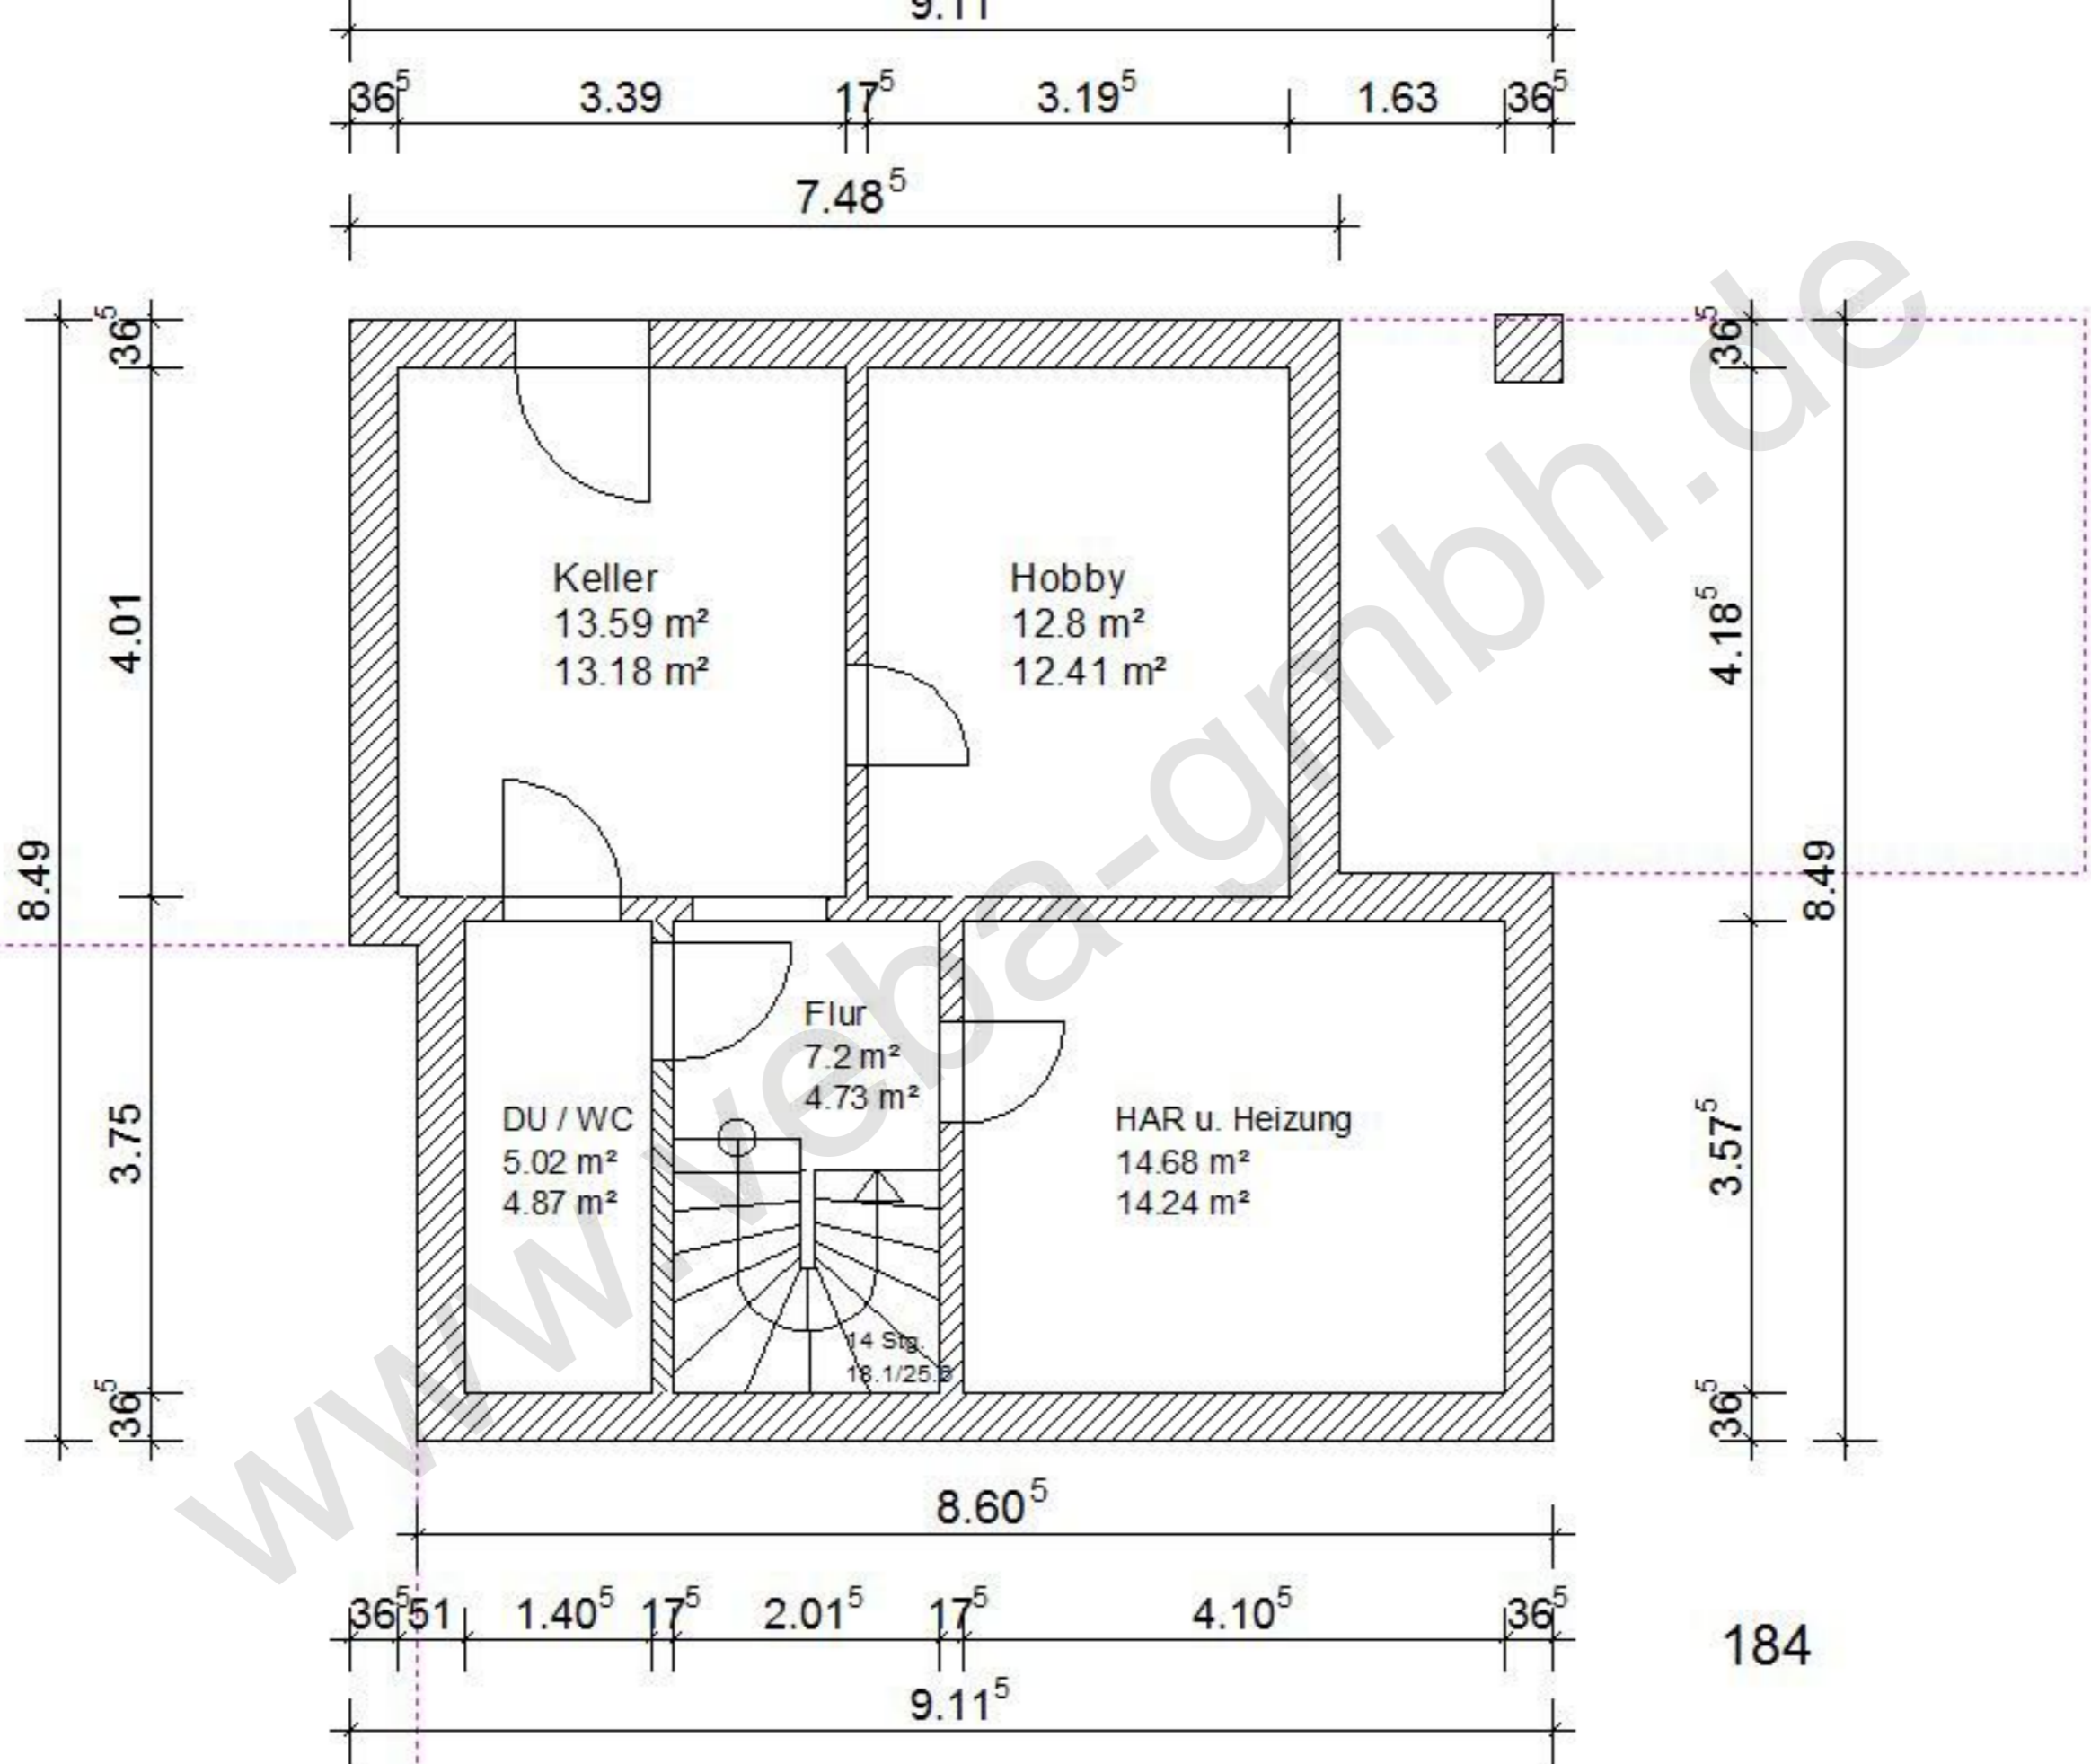 9.11
36⁵ 3.39 17⁵ 3.19⁵ 1.63 36⁵
7.48⁵
36⁵
4.01
8.49
3.75
36⁵
Keller
13.59 m²
13.18 m²
Hobby
12.8 m²
12.41 m²
Flur
7.2 m²
4.73 m²
DU / WC
5.02 m²
4.87 m²
HAR u. Heizung
14.68 m²
14.24 m²
14 Stg.
36⁵
4.18⁵
8.49
3.57⁵
36⁵
8.60⁵
36⁵ 51 1.40⁵ 17⁵ 2.01⁵ 17⁵ 4.10⁵ 36⁵
9.11⁵
184
www.veba-gmbh.de